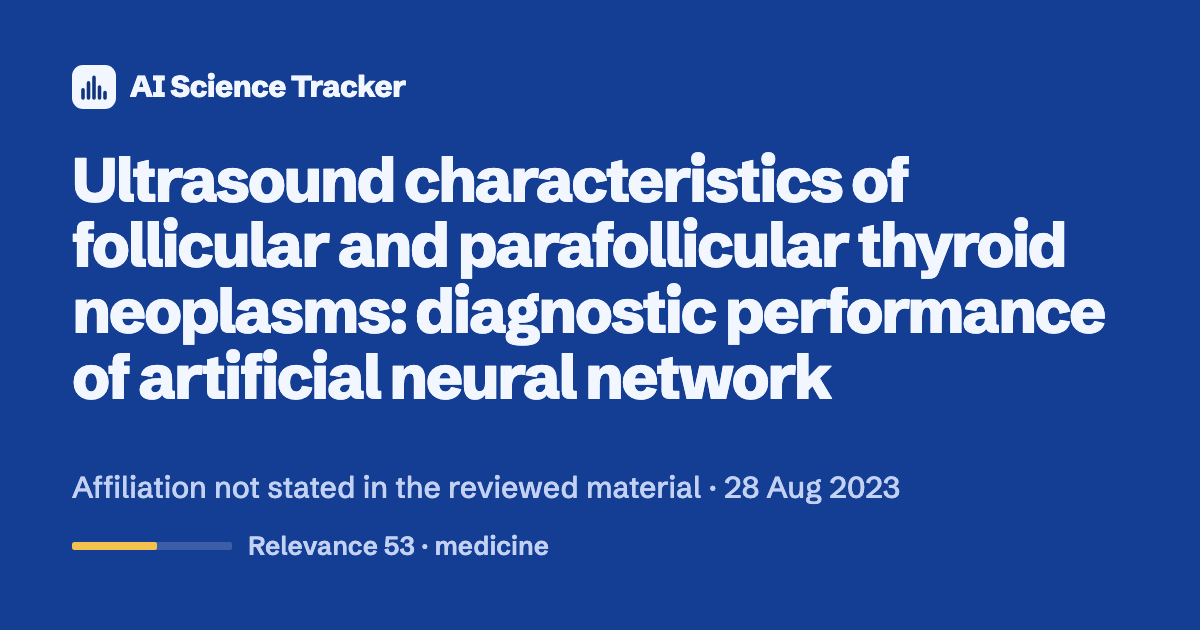 AI Science Tracker
Ultrasound characteristics of
follicular and parafollicular thyroid
neoplasms: diagnostic performance
of artificial neural network
Affiliation not stated in the reviewed material · 28 Aug 2023
Relevance 53 · medicine